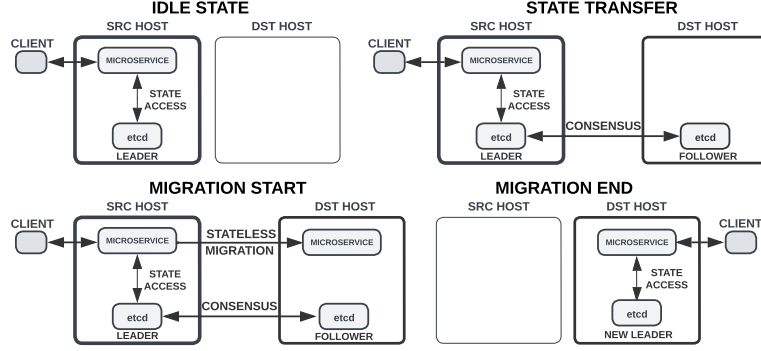 IDLE STATE
SRC HOST
DST HOST
CLIENT
MICROSERVICE
STATE
ACCESS
etcd
LEADER
STATE TRANSFER
SRC HOST
DST HOST
CLIENT
MICROSERVICE
STATE
ACCESS
CONSENSUS
etcd
etcd
LEADER
FOLLOWER
MIGRATION START
SRC HOST
DST HOST
CLIENT
MICROSERVICE
STATELESS
MIGRATION
MICROSERVICE
STATE
ACCESS
CONSENSUS
etcd
etcd
LEADER
FOLLOWER
MIGRATION END
SRC HOST
DST HOST
CLIENT
MICROSERVICE
STATE
ACCESS
etcd
NEW LEADER